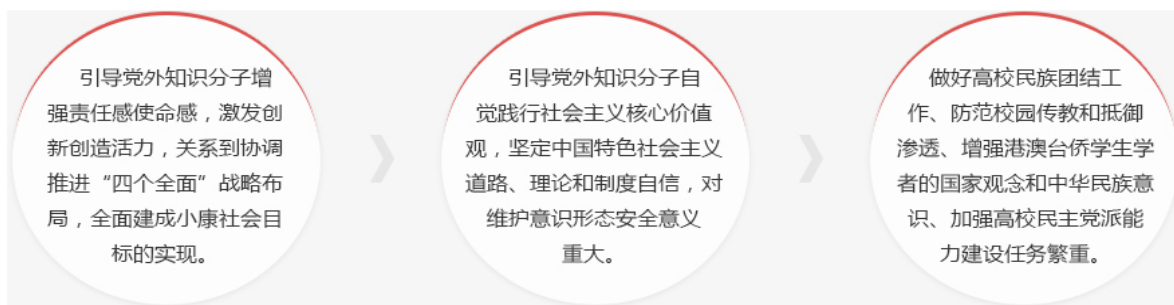 引导党外知识分子增
强责任感使命感，激发创
新创造活力，关系到协调
推进“四个全面”战略布
局，全面建成小康社会目
标的实现。
引导党外知识分子自
觉践行社会主义核心价值
观，坚定中国特色社会主义
道路、理论和制度自信，对
维护意识形态安全意义
重大。
做好高校民族团结工
作、防范校园传教和抵御
渗透、增强港澳台侨学生学
者的国家观念和中华民族意
识、加强高校民主党派能
力建设任务繁重。